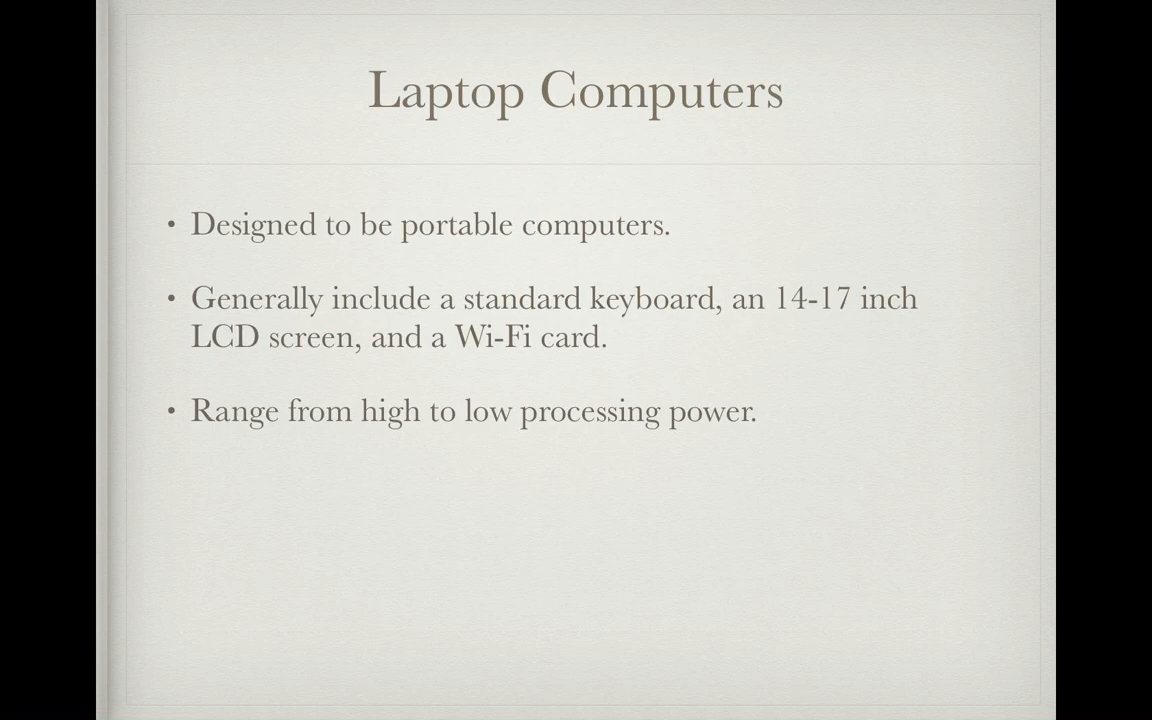 Laptop Computers
• Designed to be portable computers.
• Generally include a standard keyboard, an 14-17 inch
LCD screen, and a Wi-Fi card.
• Range from high to low processing power.